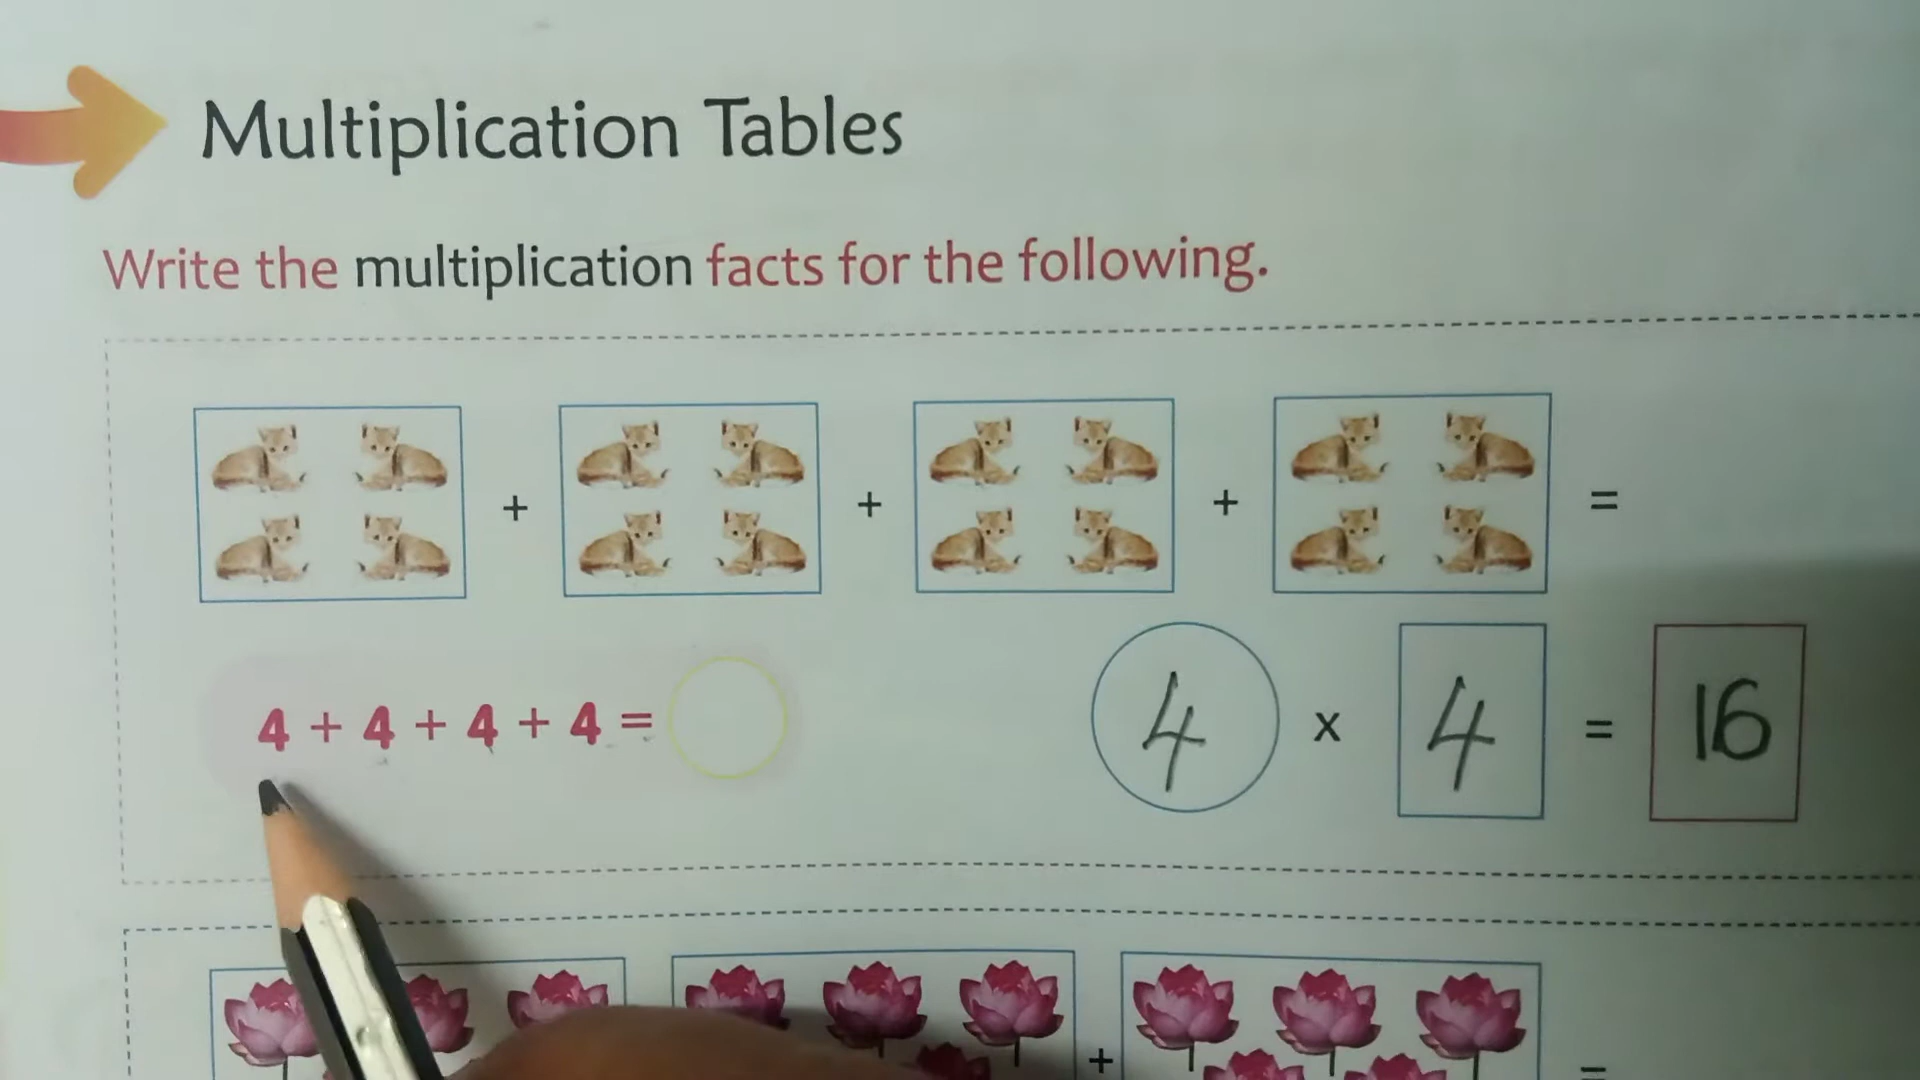 Multiplication Tables
Write the multiplication facts for the following.
+ + + =
4 + 4 + 4 + 4 =
4 x 4 = 16
+ =